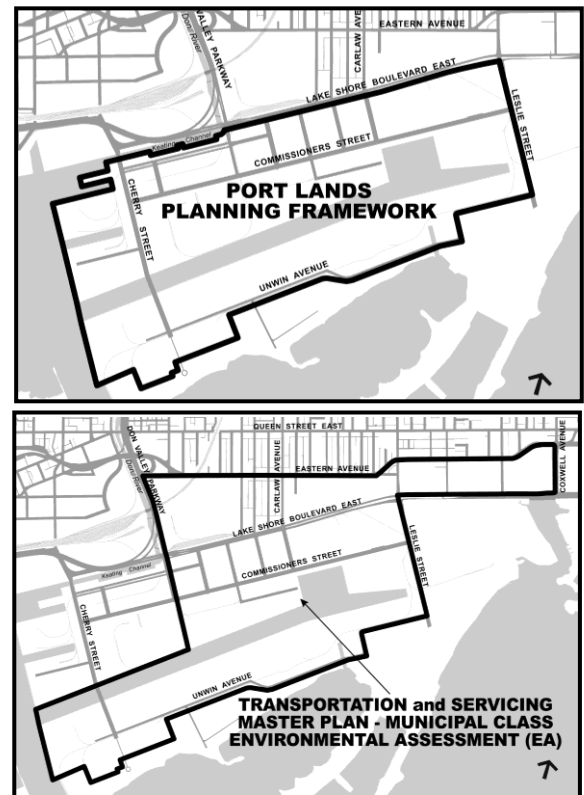 EASTERN AVENUE
DON VALLEY PARKWAY
Don River
CARLAW AVENUE
LAKE SHORE BOULEVARD EAST
LESLIE STREET
Keating Channel
COMMISSIONERS STREET
PORT LANDS
PLANNING FRAMEWORK
CHERRY STREET
UNWIN AVENUE
QUEEN STREET EAST
DON VALLEY PARKWAY
Don River
CARLAW AVENUE
EASTERN AVENUE
COXWELL AVENUE
LAKE SHORE BOULEVARD EAST
Keating Channel
COMMISSIONERS STREET
LESLIE STREET
CHERRY STREET
UNWIN AVENUE
TRANSPORTATION and SERVICING
MASTER PLAN - MUNICIPAL CLASS
ENVIRONMENTAL ASSESSMENT (EA)